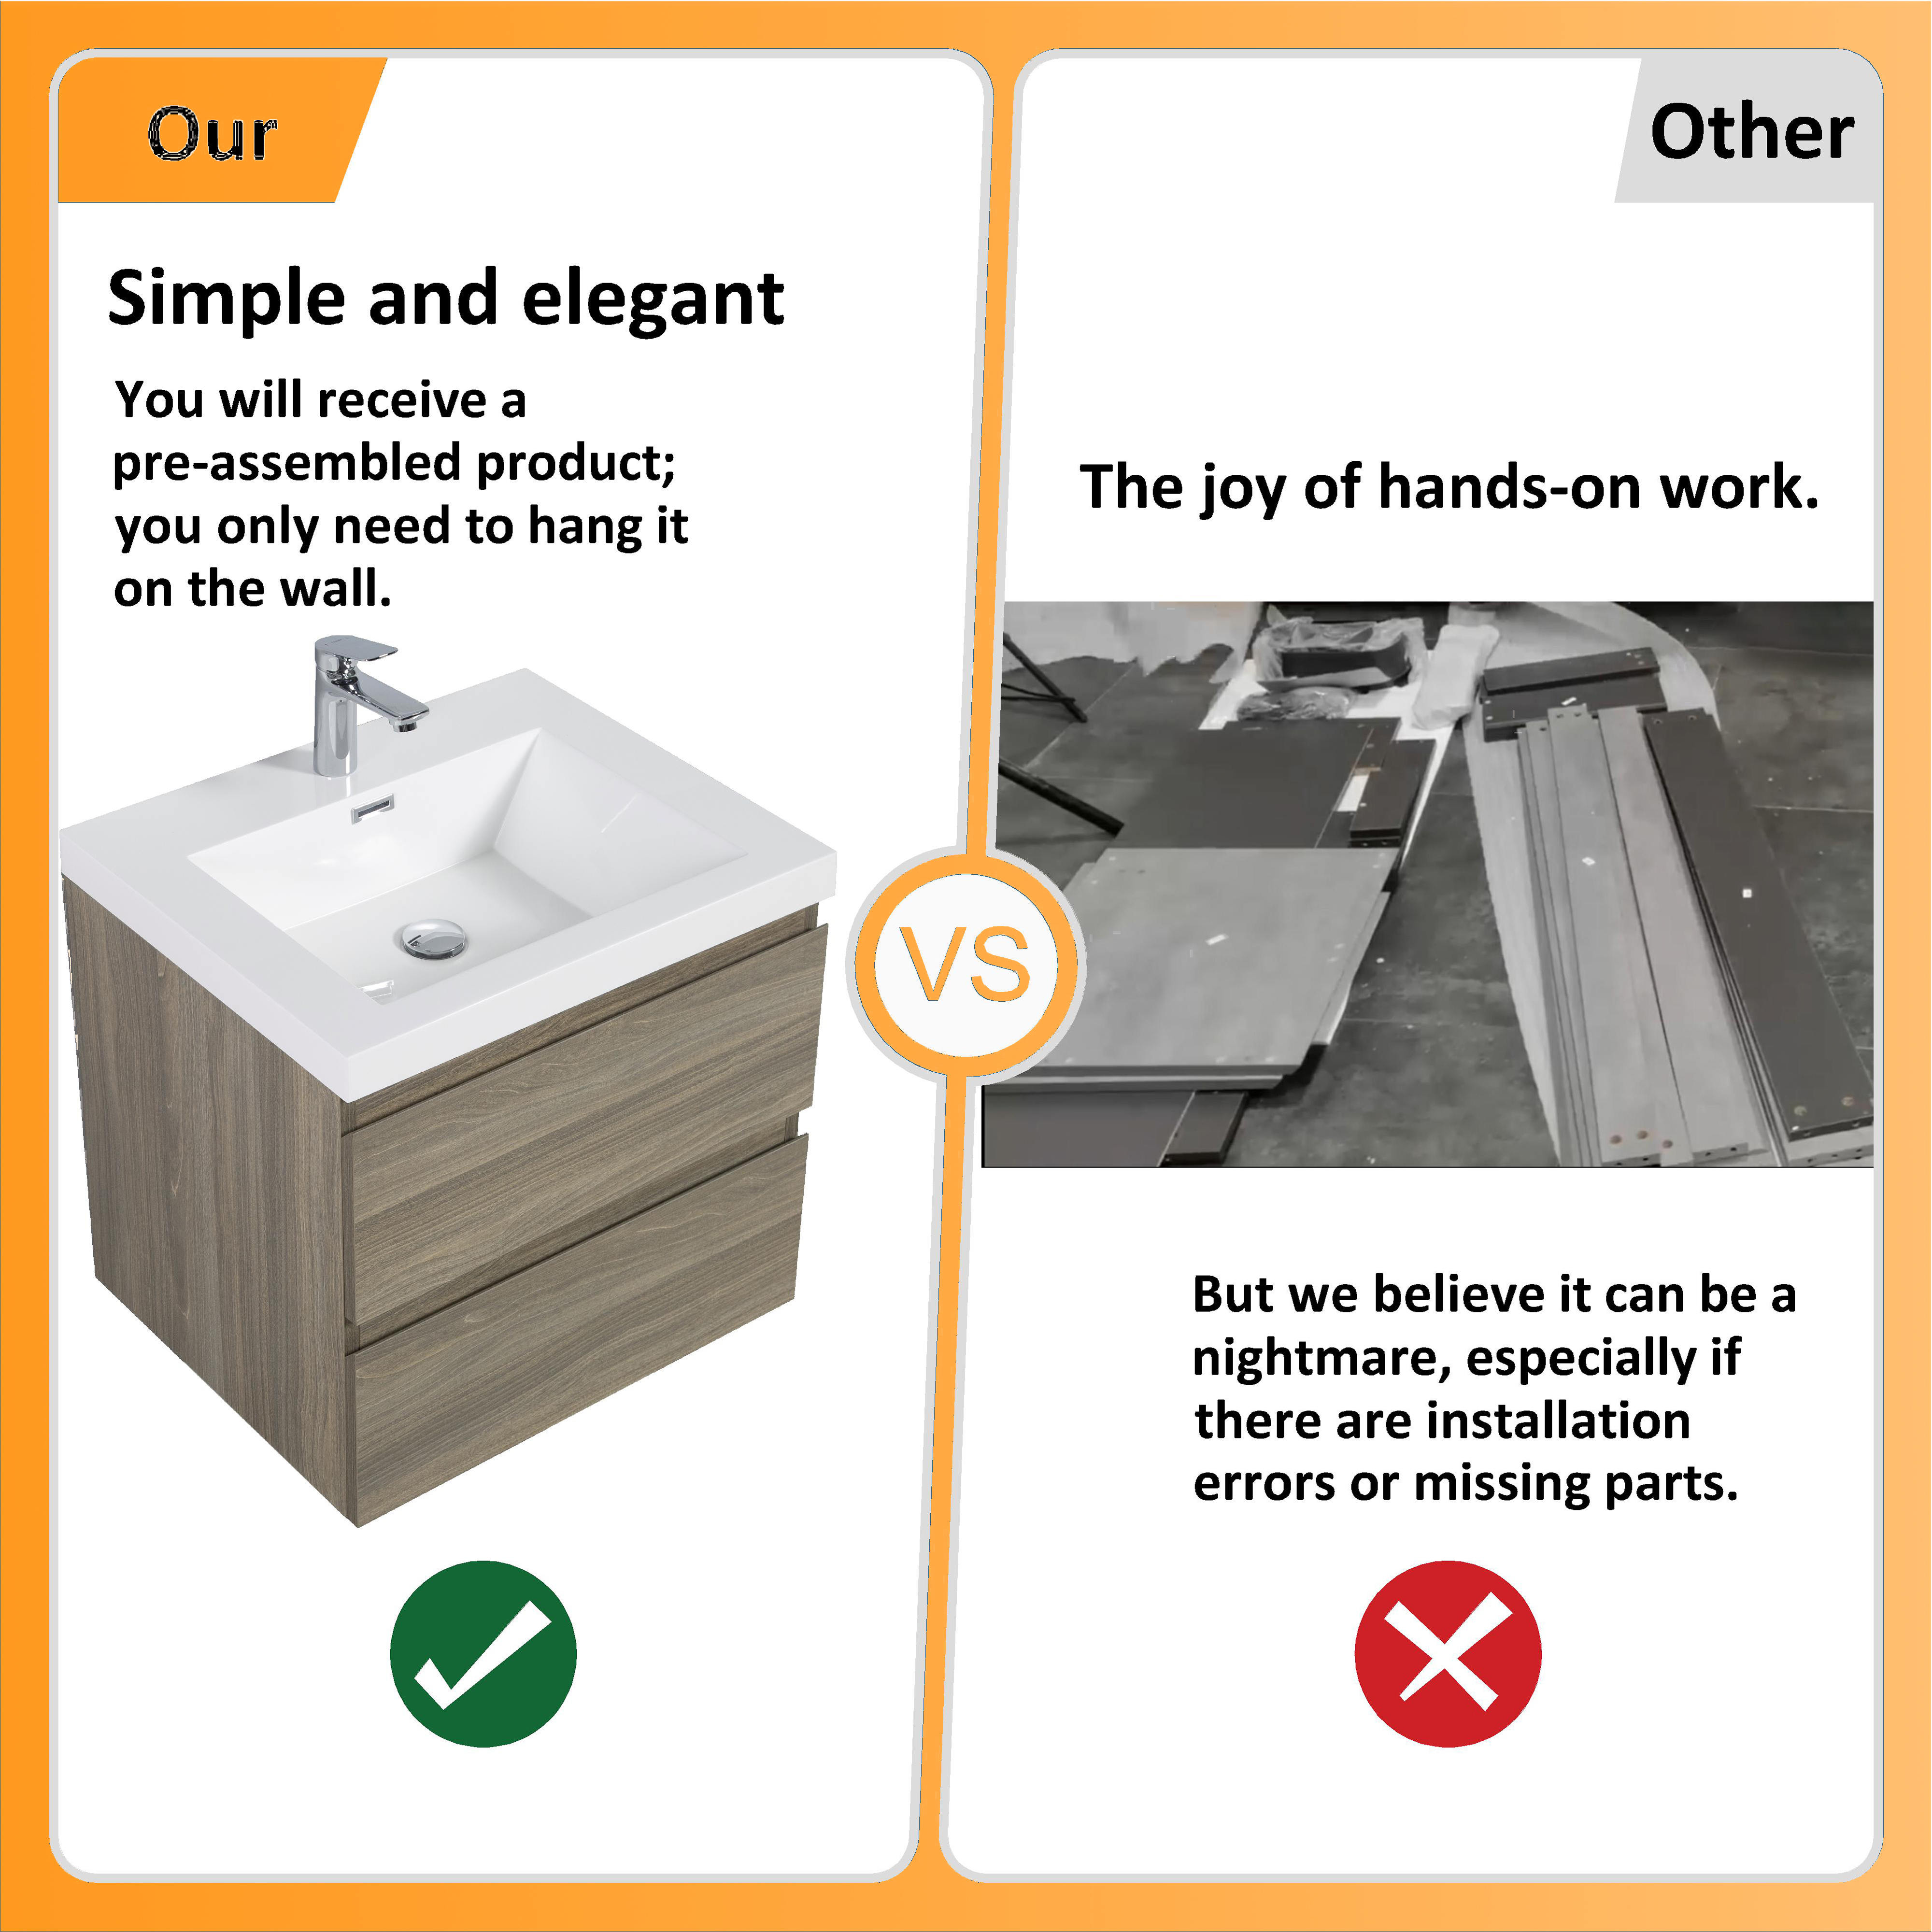 Our
Simple and elegant
You will receive a
pre-assembled product;
you only need to hang it
on the wall.
VS
Other
The joy of hands-on work.
But we believe it can be a
nightmare, especially if
there are installation
errors or missing parts.